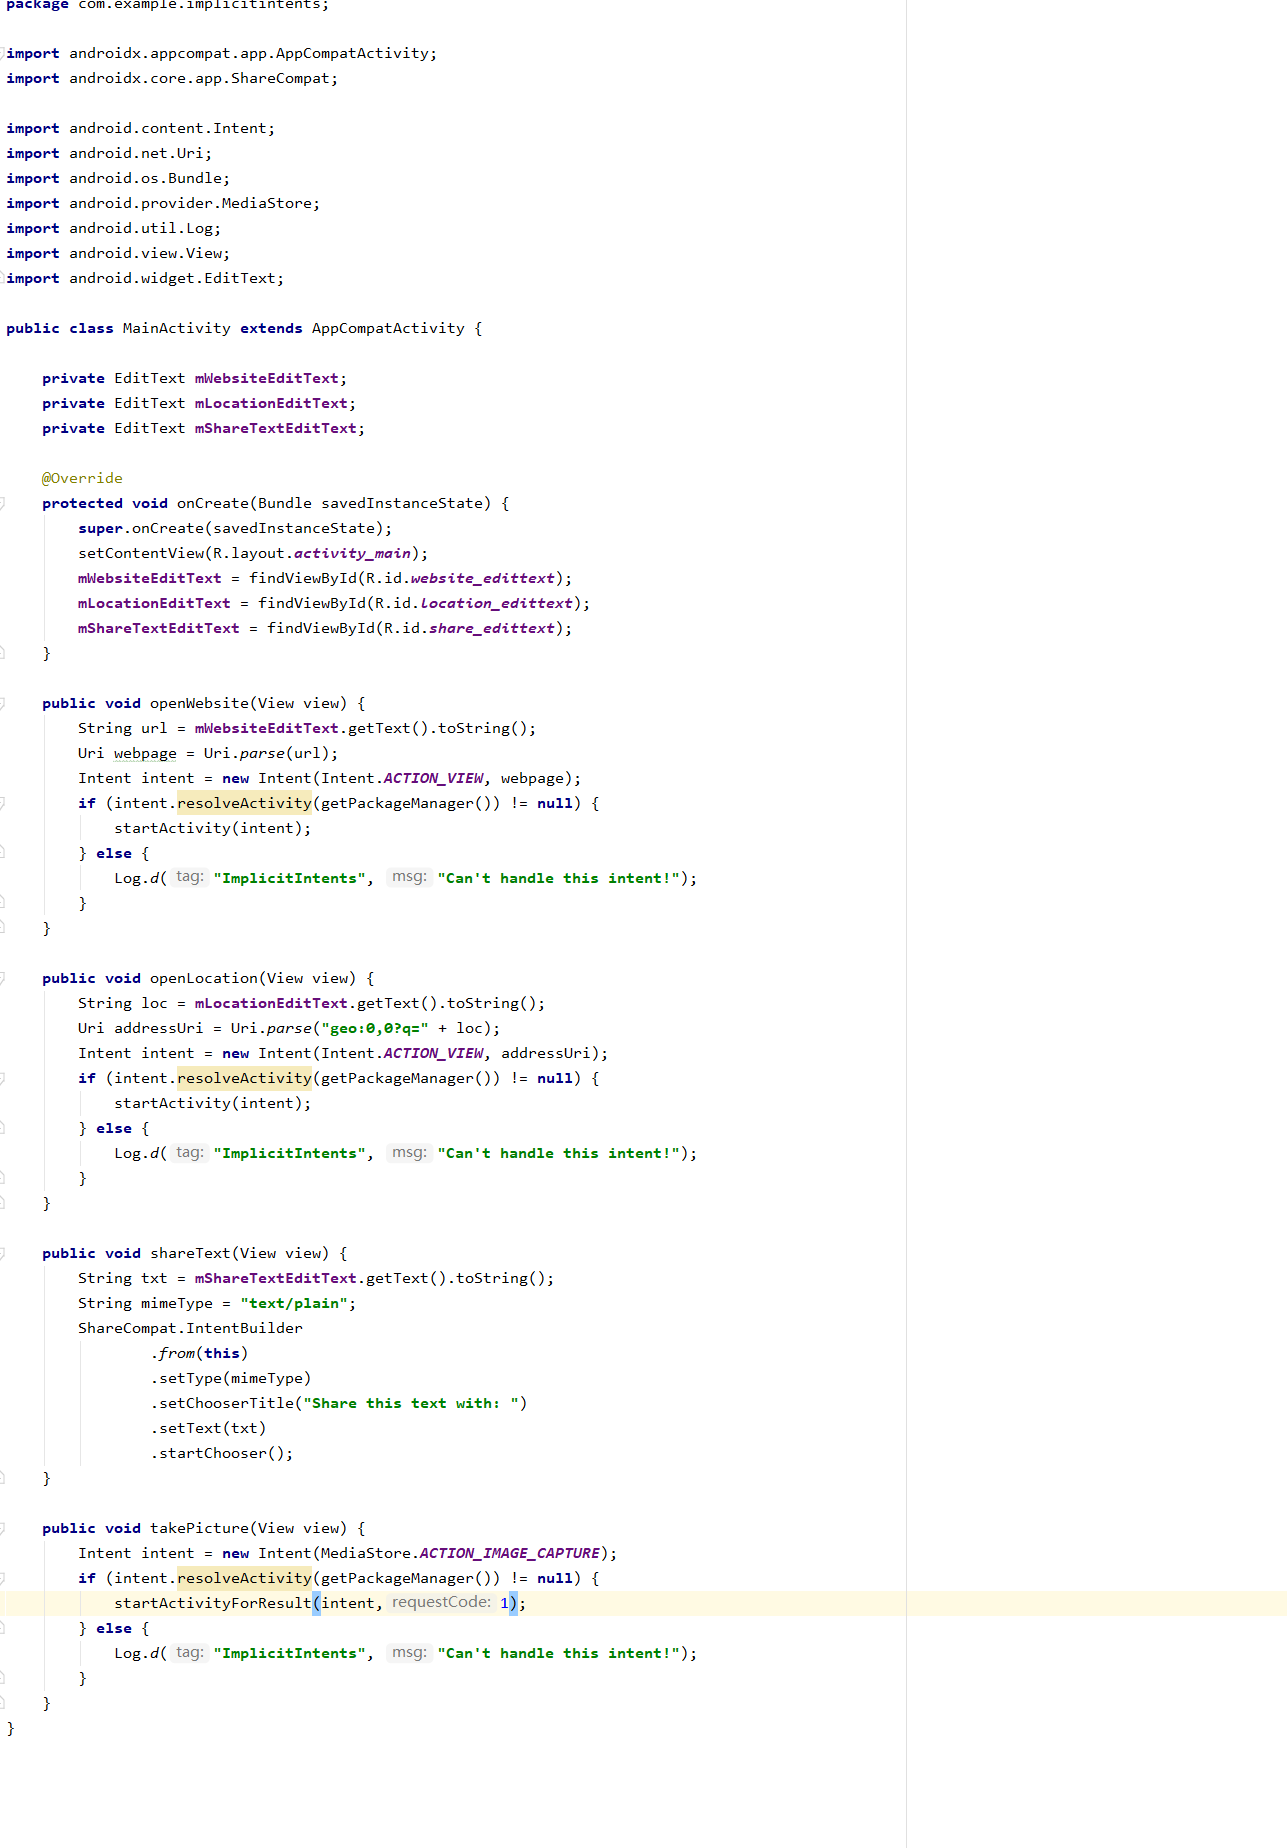 package com.example.implicitintents;
import androidx.appcompat.app.AppCompatActivity;
import androidx.core.app.ShareCompat;
import android.content.Intent;
import android.net.Uri;
import android.os.Bundle;
import android.provider.MediaStore;
import android.util.Log;
import android.view.View;
import android.widget.EditText;
public class MainActivity extends AppCompatActivity {
private EditText mWebsiteEditText;
private EditText mLocationEditText;
private EditText mShareTextEditText;
@Override
protected void onCreate(Bundle savedInstanceState) {
super.onCreate(savedInstanceState);
setContentView(R.layout.activity_main);
mWebsiteEditText = findViewById(R.id.website_edittext);
mLocationEditText = findViewById(R.id.location_edittext);
mShareTextEditText = findViewById(R.id.share_edittext);
}
public void openWebsite(View view) {
String url = mWebsiteEditText.getText().toString();
Uri webpage = Uri.parse(url);
Intent intent = new Intent(Intent.ACTION_VIEW, webpage);
if (intent.resolveActivity(getPackageManager()) != null) {
startActivity(intent);
} else {
Log.d( tag: "ImplicitIntents", msg: "Can't handle this intent!");
}
}
public void openLocation(View view) {
String loc = mLocationEditText.getText().toString();
Uri addressUri = Uri.parse("geo:0,0?q=" + loc);
Intent intent = new Intent(Intent.ACTION_VIEW, addressUri);
if (intent.resolveActivity(getPackageManager()) != null) {
startActivity(intent);
} else {
Log.d( tag: "ImplicitIntents", msg: "Can't handle this intent!");
}
}
public void shareText(View view) {
String txt = mShareTextEditText.getText().toString();
String mimeType = "text/plain";
ShareCompat.IntentBuilder
.from(this)
.setType(mimeType)
.setChooserTitle("Share this text with: ")
.setText(txt)
.startChooser();
}
public void takePicture(View view) {
Intent intent = new Intent(MediaStore.ACTION_IMAGE_CAPTURE);
if (intent.resolveActivity(getPackageManager()) != null) {
startActivityForResult(intent, requestCode: 1);
} else {
Log.d( tag: "ImplicitIntents", msg: "Can't handle this intent!");
}
}
}